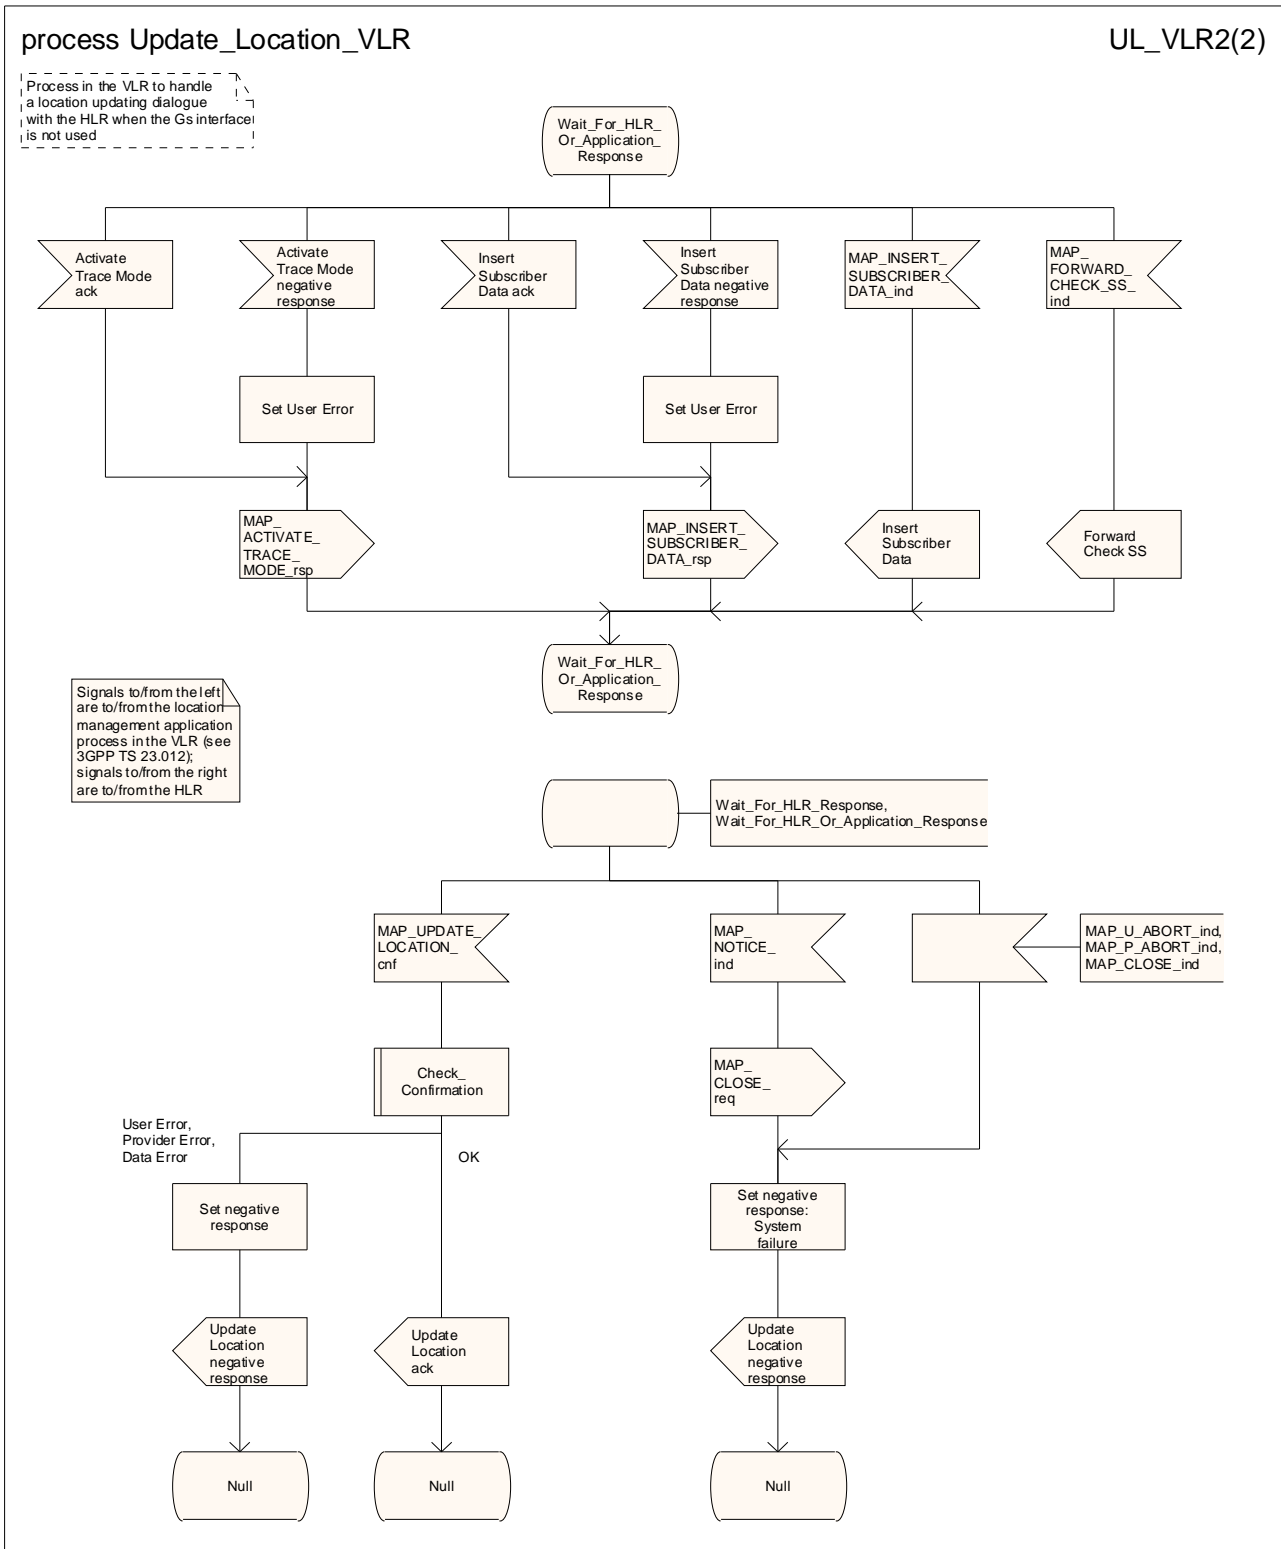 process Update_Location_VLR
UL_VLR2(2)
Process in the VLR to handle
a location updating dialogue
with the HLR when the Gs interface
is not used
Wait_For_HLR_
Or_Application_
Response
Activate
Trace Mode
ack
Activate
Trace Mode
negative
response
Insert
Subscriber
Data ack
Insert
Subscriber
Data negative
response
MAP_INSERT_
SUBSCRIBER_
DATA_ind
MAP_
FORWARD_
CHECK_SS_
ind
Set User Error
Set User Error
MAP_
ACTIVATE_
TRACE_
MODE_rsp
MAP_INSERT_
SUBSCRIBER_
DATA_rsp
Insert
Subscriber
Data
Forward
Check SS
Wait_For_HLR_
Or_Application_
Response
Signals to/from the left
are to/from the location
management application
process in the VLR (see
3GPP TS 23.012);
signals to/from the right
are to/from the HLR
Wait_For_HLR_Response,
Wait_For_HLR_Or_Application_Response
MAP_UPDATE_
LOCATION_
cnf
MAP_
NOTICE_
ind
MAP_U_ABORT_ind,
MAP_P_ABORT_ind,
MAP_CLOSE_ind
Check_
Confirmation
MAP_
CLOSE_
req
User Error,
Provider Error,
Data Error
OK
Set negative
response
Set negative
response:
System
failure
Update
Location
negative
response
Update
Location
ack
Update
Location
negative
response
Null
Null
Null